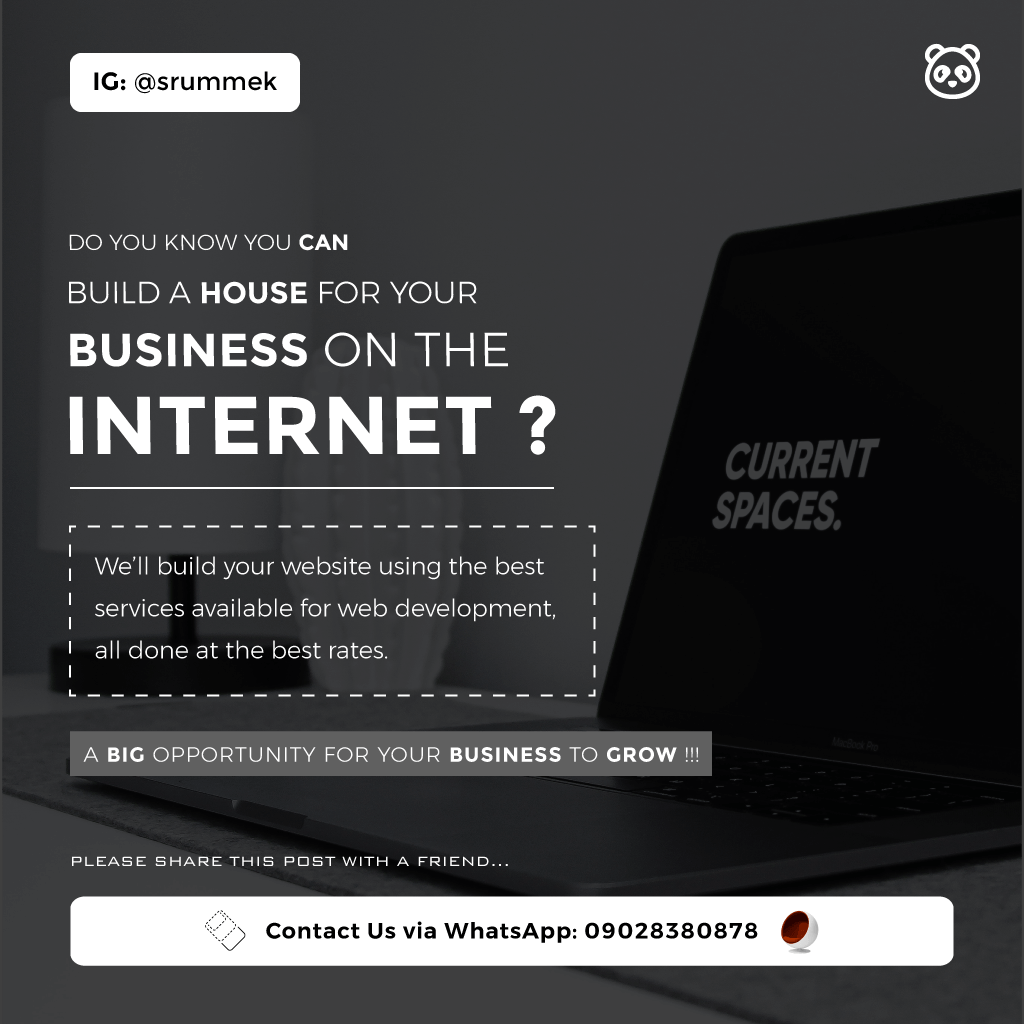 IG: @srummek
DO YOU KNOW YOU CAN
BUILD A HOUSE FOR YOUR
BUSINESS ON THE
INTERNET ?
CURRENT
SPACES.
We'll build your website using the best
services available for web development,
all done at the best rates.
MacBook Pro
A BIG OPPORTUNITY FOR YOUR BUSINESS TO GROW !!!
PLEASE SHARE THIS POST WITH A FRIEND...
Contact Us via WhatsApp: 09028380878